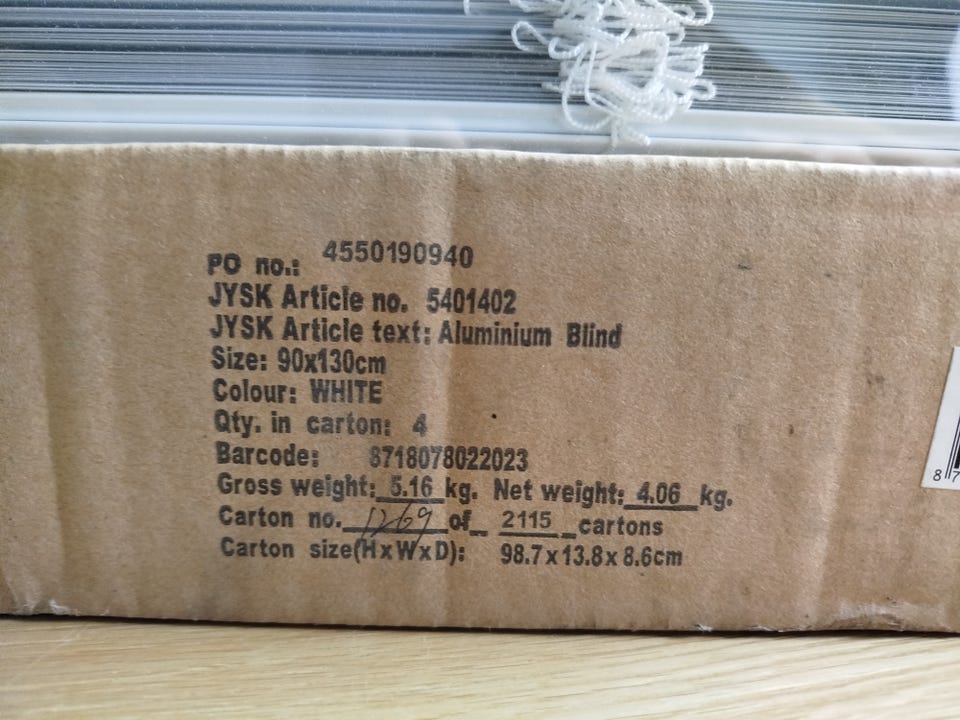 PO no.: 4550190940
JYSK Article no. 5401402
JYSK Article text: Aluminium Blind
Size: 90x130cm
Colour: WHITE
Qty. in carton: 4
Barcode: 8718078022023
Gross weight: 5.16 kg. Net weight: 4.06 kg.
Carton no. 1269 of 2115 cartons
Carton size(HxWxD): 98.7x13.8x8.6cm
87